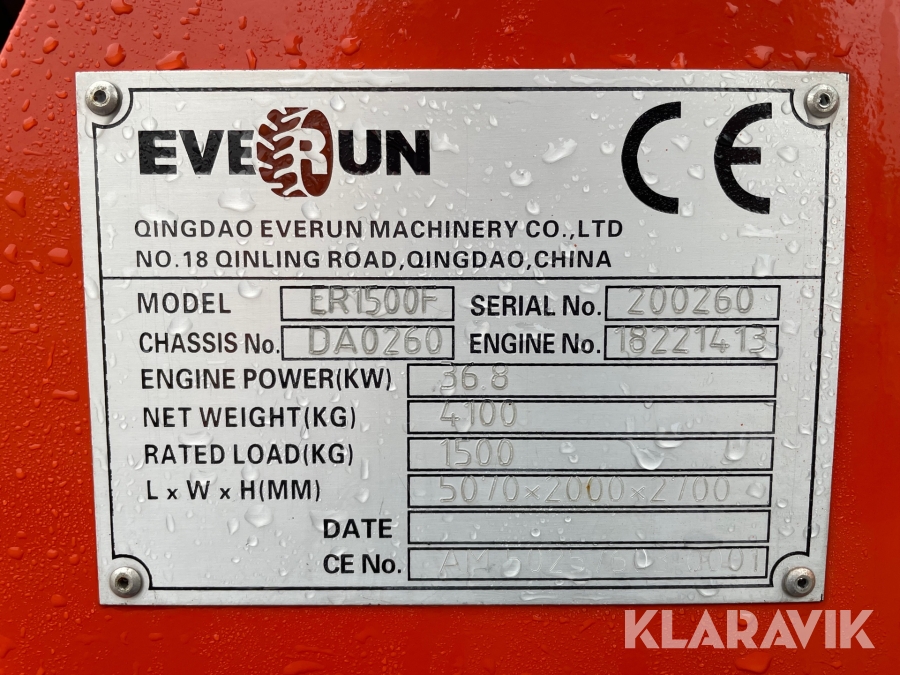 EVERUN
CE
QINGDAO EVERUN MACHINERY CO.,LTD
NO.18 QINLING ROAD,QINGDAO,CHINA
MODEL ER1500F SERIAL No. 200260
CHASSIS No. DA0260 ENGINE No. 18221413
ENGINE POWER(KW) 36.8
NET WEIGHT(KG) 4100
RATED LOAD(KG) 1500
L x W x H(MM) 5070×2000×2700
DATE
CE No.
KLARAVIK